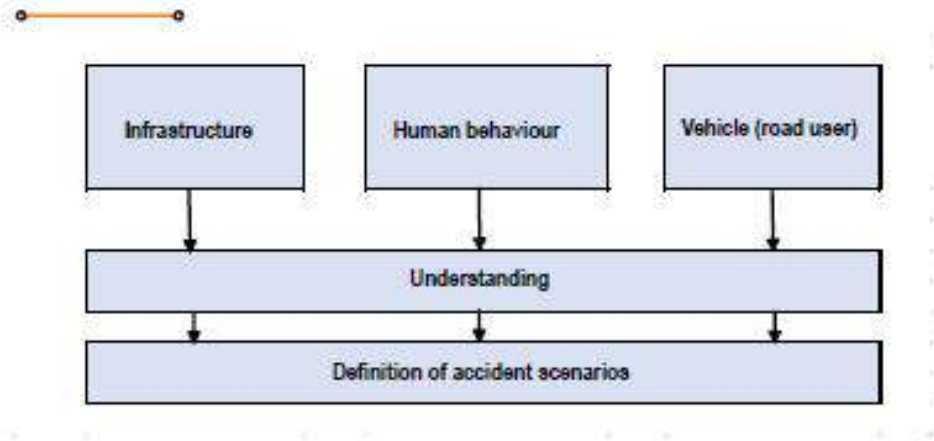 Infrastructure
Human behaviour
Vehicle (road user)
Understanding
Definition of accident scenarios